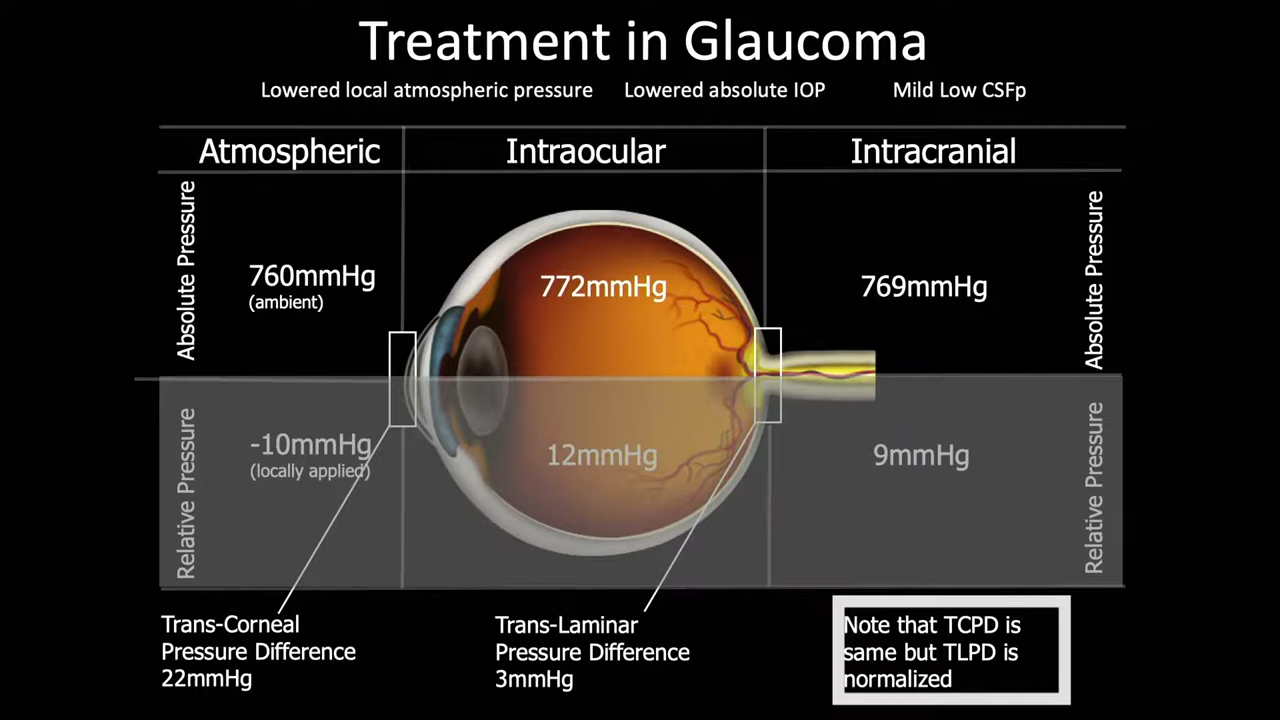 Treatment in Glaucoma
Lowered local atmospheric pressure Lowered absolute IOP Mild Low CSFp
Atmospheric Intraocular Intracranial
Absolute Pressure
760mmHg
(ambient)
772mmHg
769mmHg
Absolute Pressure
Relative Pressure
-10mmHg
(locally applied)
12mmHg
9mmHg
Relative Pressure
Trans-Corneal
Pressure Difference
22mmHg
Trans-Laminar
Pressure Difference
3mmHg
Note that TCPD is
same but TLPD is
normalized